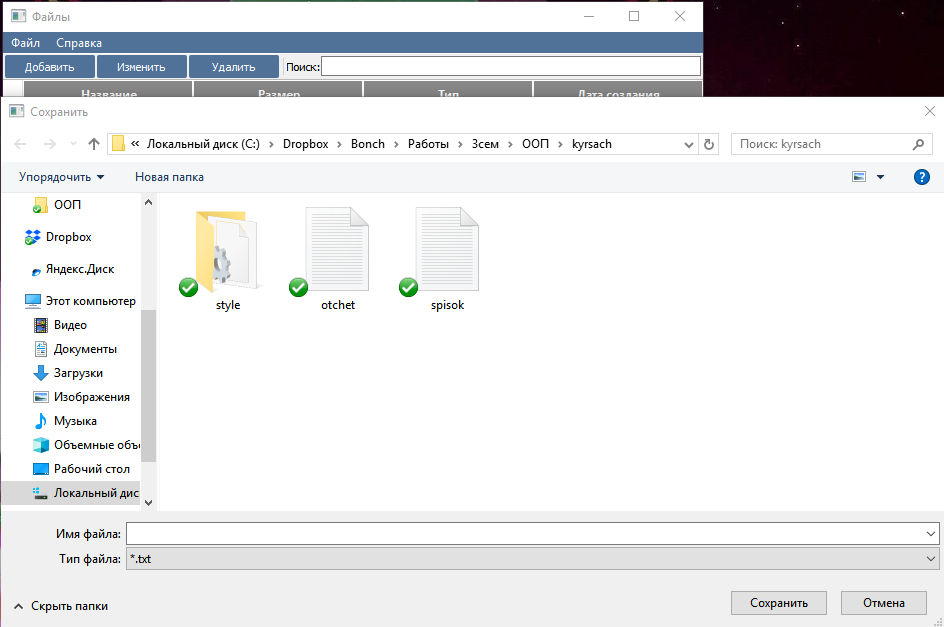 Файлы
Файл Справка
Добавить Изменить Удалить Поиск:
Название Размер Тип Дата создания
Сохранить
« Локальный диск (C:) › Dropbox › Bonch › Работы › 3сем › ООП › kyrsach
Поиск: kyrsach
Упорядочить Новая папка
ООП
Dropbox
Яндекс.Диск
Этот компьютер
Видео
Документы
Загрузки
Изображения
Музыка
Объемные объ
Рабочий стол
Локальный дис
style otchet spisok
Имя файла:
Тип файла: *.txt
Скрыть папки Сохранить Отмена